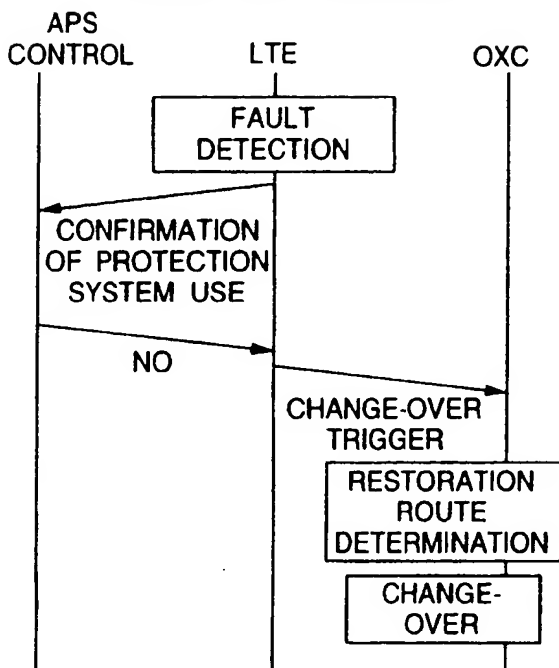 APS
CONTROL
LTE
OXC
FAULT
DETECTION
CONFIRMATION
OF PROTECTION
SYSTEM USE
NO
CHANGE-OVER
TRIGGER
RESTORATION
ROUTE
DETERMINATION
CHANGE-
OVER